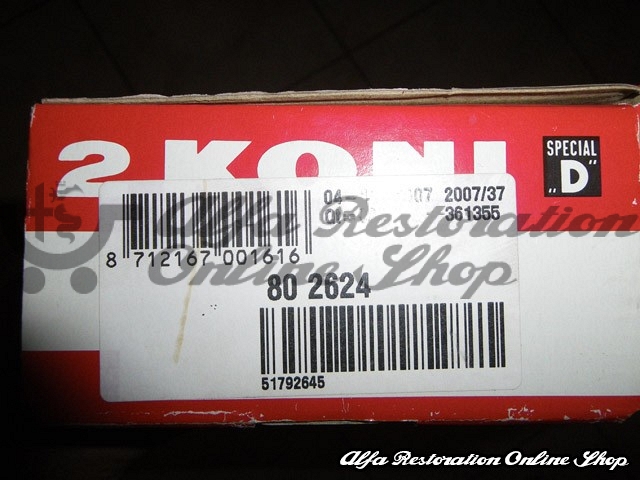 2 KONI
SPECIAL
"D"
04 2007/37
361355
8 712167 001616
80 2624
51792645
Alfa Restoration
Online Shop
Alfa Restoration Online Shop